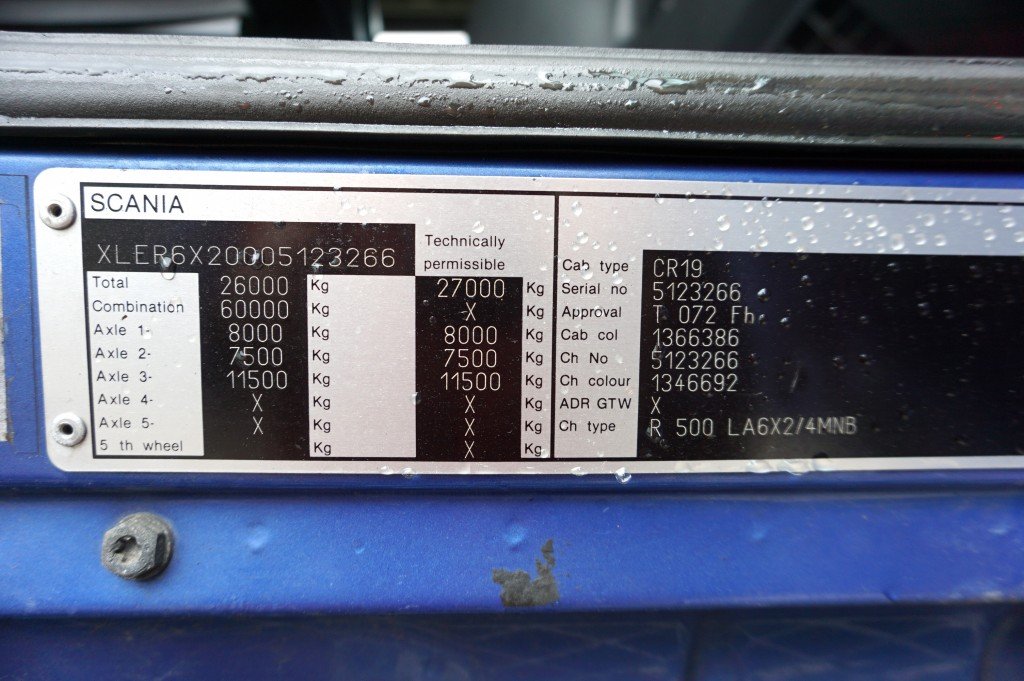 SCANIA
XLER6X20005123266
Technically
permissible
Total 26000 Kg 27000 Kg
Combination 60000 Kg X Kg
Axle 1- 8000 Kg 8000 Kg
Axle 2- 7500 Kg 7500 Kg
Axle 3- 11500 Kg 11500 Kg
Axle 4- X Kg X Kg
Axle 5- X Kg X Kg
5 th wheel Kg X Kg
Cab type CR19
Serial no 5123266
Approval T 072 Fh
Cab col 1366386
Ch No 5123266
Ch colour 1346692
ADR GTW X
Ch type R 500 LA6X2/4MNB